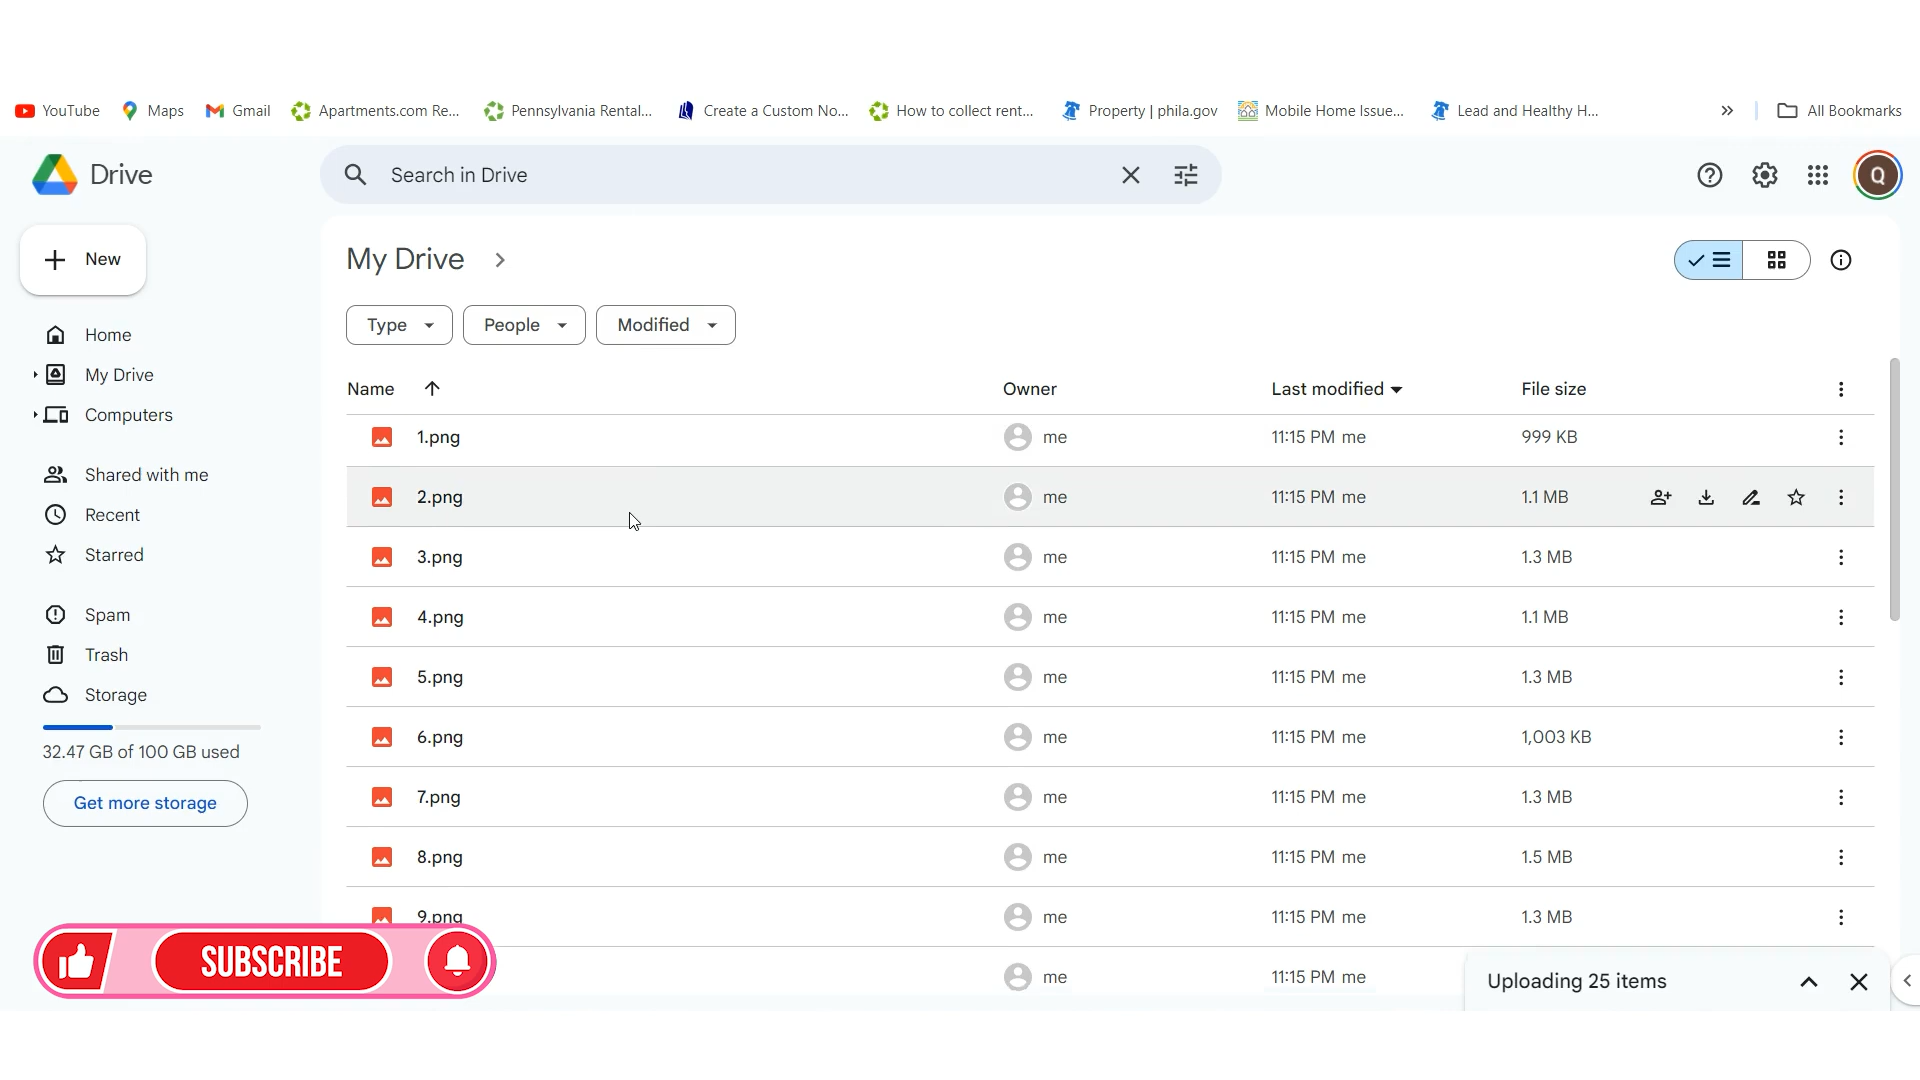 YouTube Maps Gmail Apartments.com Re... Pennsylvania Rental... Create a Custom No... How to collect rent... Property | phila.gov Mobile Home Issue... Lead and Healthy H... » All Bookmarks
Drive
Search in Drive
Q
New
My Drive
Type People Modified
Home
My Drive
Computers
Shared with me
Recent
Starred
Spam
Trash
Storage
32.47 GB of 100 GB used
Get more storage
Name Owner Last modified File size
1.png me 11:15 PM me 999 KB
2.png me 11:15 PM me 1.1 MB
3.png me 11:15 PM me 1.3 MB
4.png me 11:15 PM me 1.1 MB
5.png me 11:15 PM me 1.3 MB
6.png me 11:15 PM me 1,003 KB
7.png me 11:15 PM me 1.3 MB
8.png me 11:15 PM me 1.5 MB
9.png me 11:15 PM me 1.3 MB
me 11:15 PM me
SUBSCRIBE
Uploading 25 items